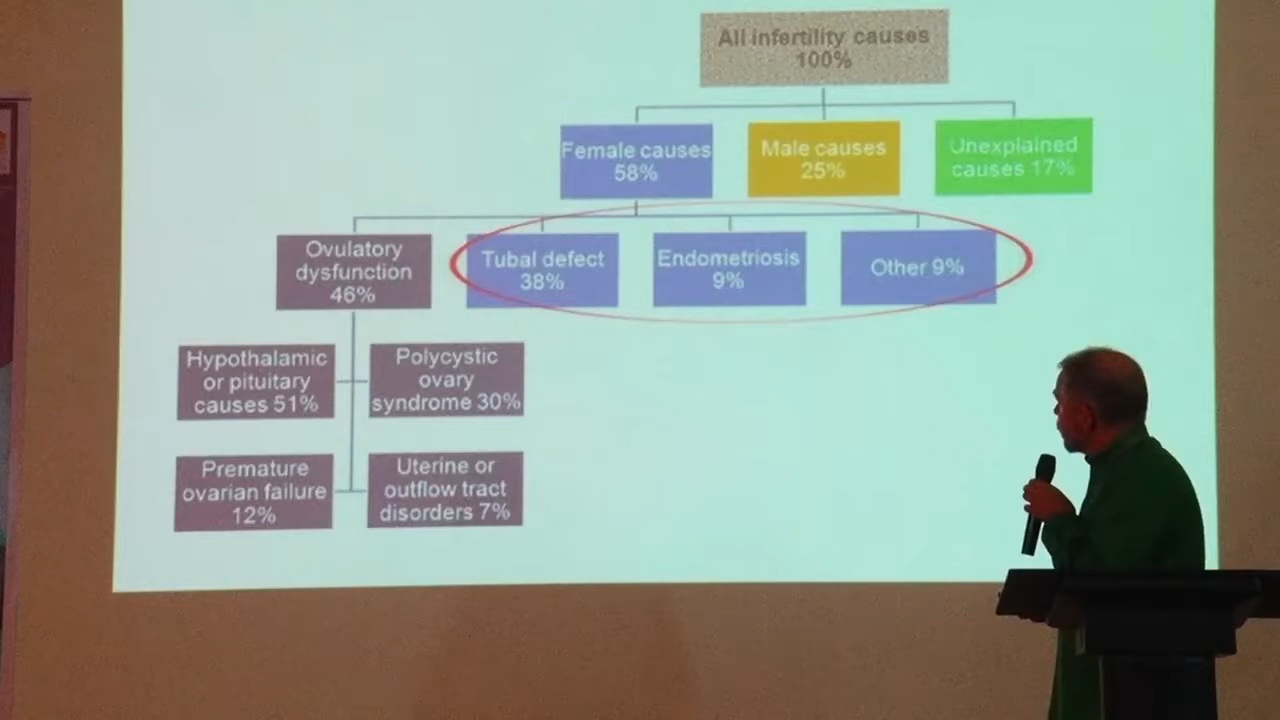 All infertility causes
100%
Female causes
58%
Male causes
25%
Unexplained
causes 17%
Ovulatory
dysfunction
46%
Tubal defect
38%
Endometriosis
9%
Other 9%
Hypothalamic
or pituitary
causes 51%
Polycystic
ovary
syndrome 30%
Premature
ovarian failure
12%
Uterine or
outflow tract
disorders 7%